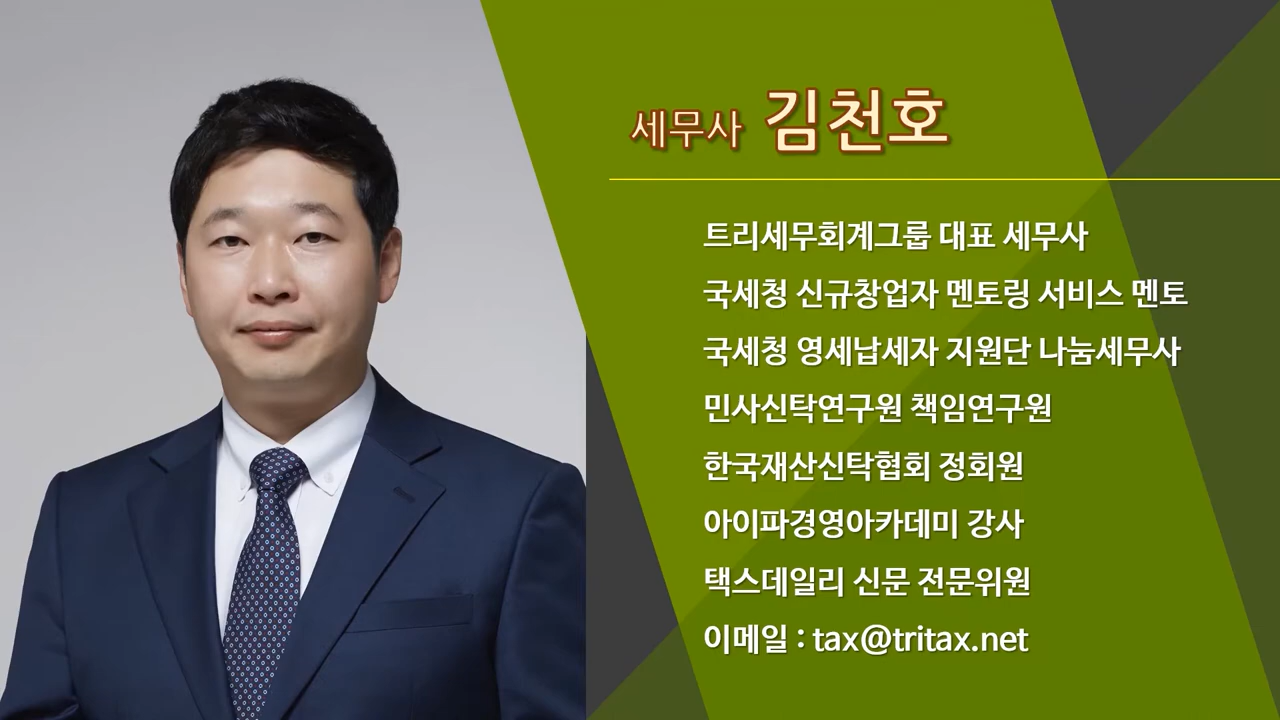 세무사 김천호
트리세무회계그룹 대표 세무사
국세청 신규창업자 멘토링 서비스 멘토
국세청 영세납세자 지원단 나눔세무사
민사신탁연구원 책임연구원
한국재산신탁협회 정회원
아이파경영아카데미 강사
택스데일리 신문 전문위원
이메일 : tax@tritax.net